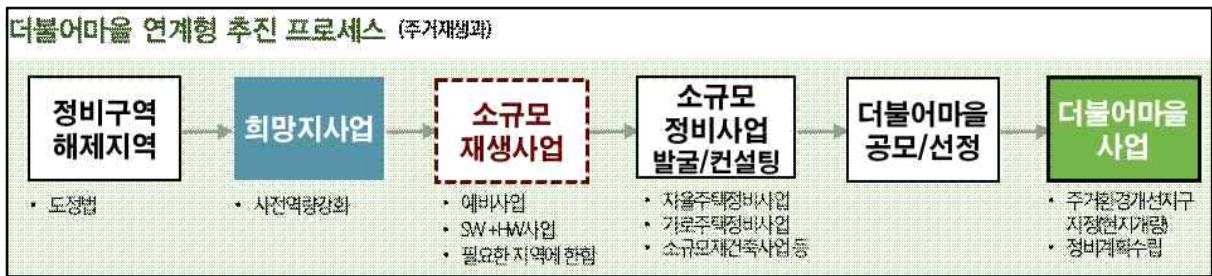 더불어마을 연계형 추진 프로세스 (주거재생과)
정비구역
해제지역
희망지사업
소규모
재생사업
소규모
정비사업
발굴/컨설팅
더불어마을
공모/선정
더불어마을
사업
• 도정법
• 사전역량강화
• 예비사업
• SW+HW사업
• 필요한 지역에 한함
• 자율주택정비사업
• 가로주택정비사업
• 소규모재건축사업 등
• 주거환경개선지구
지정(현지개량)
• 정비계획수립